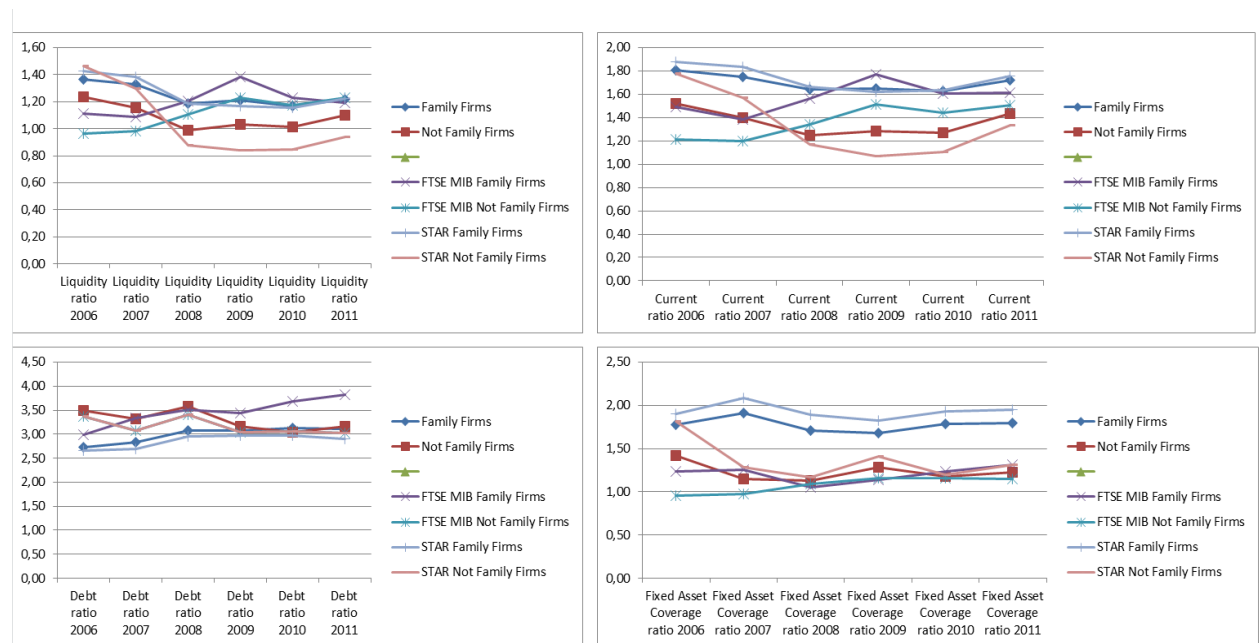 1,60
1,40
1,20
1,00
0,80
0,60
0,40
0,20
0,00
Liquidity Liquidity Liquidity Liquidity Liquidity Liquidity
ratio ratio ratio ratio ratio ratio
2006 2007 2008 2009 2010 2011
Family Firms
Not Family Firms
FTSE MIB Family Firms
FTSE MIB Not Family Firms
STAR Family Firms
STAR Not Family Firms
2,00
1,80
1,60
1,40
1,20
1,00
0,80
0,60
0,40
0,20
0,00
Current Current Current Current Current Current
ratio 2006 ratio 2007 ratio 2008 ratio 2009 ratio 2010 ratio 2011
Family Firms
Not Family Firms
FTSE MIB Family Firms
FTSE MIB Not Family Firms
STAR Family Firms
STAR Not Family Firms
4,50
4,00
3,50
3,00
2,50
2,00
1,50
1,00
0,50
0,00
Debt Debt Debt Debt Debt Debt
ratio ratio ratio ratio ratio ratio
2006 2007 2008 2009 2010 2011
Family Firms
Not Family Firms
FTSE MIB Family Firms
FTSE MIB Not Family Firms
STAR Family Firms
STAR Not Family Firms
2,50
2,00
1,50
1,00
0,50
0,00
Fixed Asset Fixed Asset Fixed Asset Fixed Asset Fixed Asset Fixed Asset
Coverage Coverage Coverage Coverage Coverage Coverage
ratio 2006 ratio 2007 ratio 2008 ratio 2009 ratio 2010 ratio 2011
Family Firms
Not Family Firms
FTSE MIB Family Firms
FTSE MIB Not Family Firms
STAR Family Firms
STAR Not Family Firms